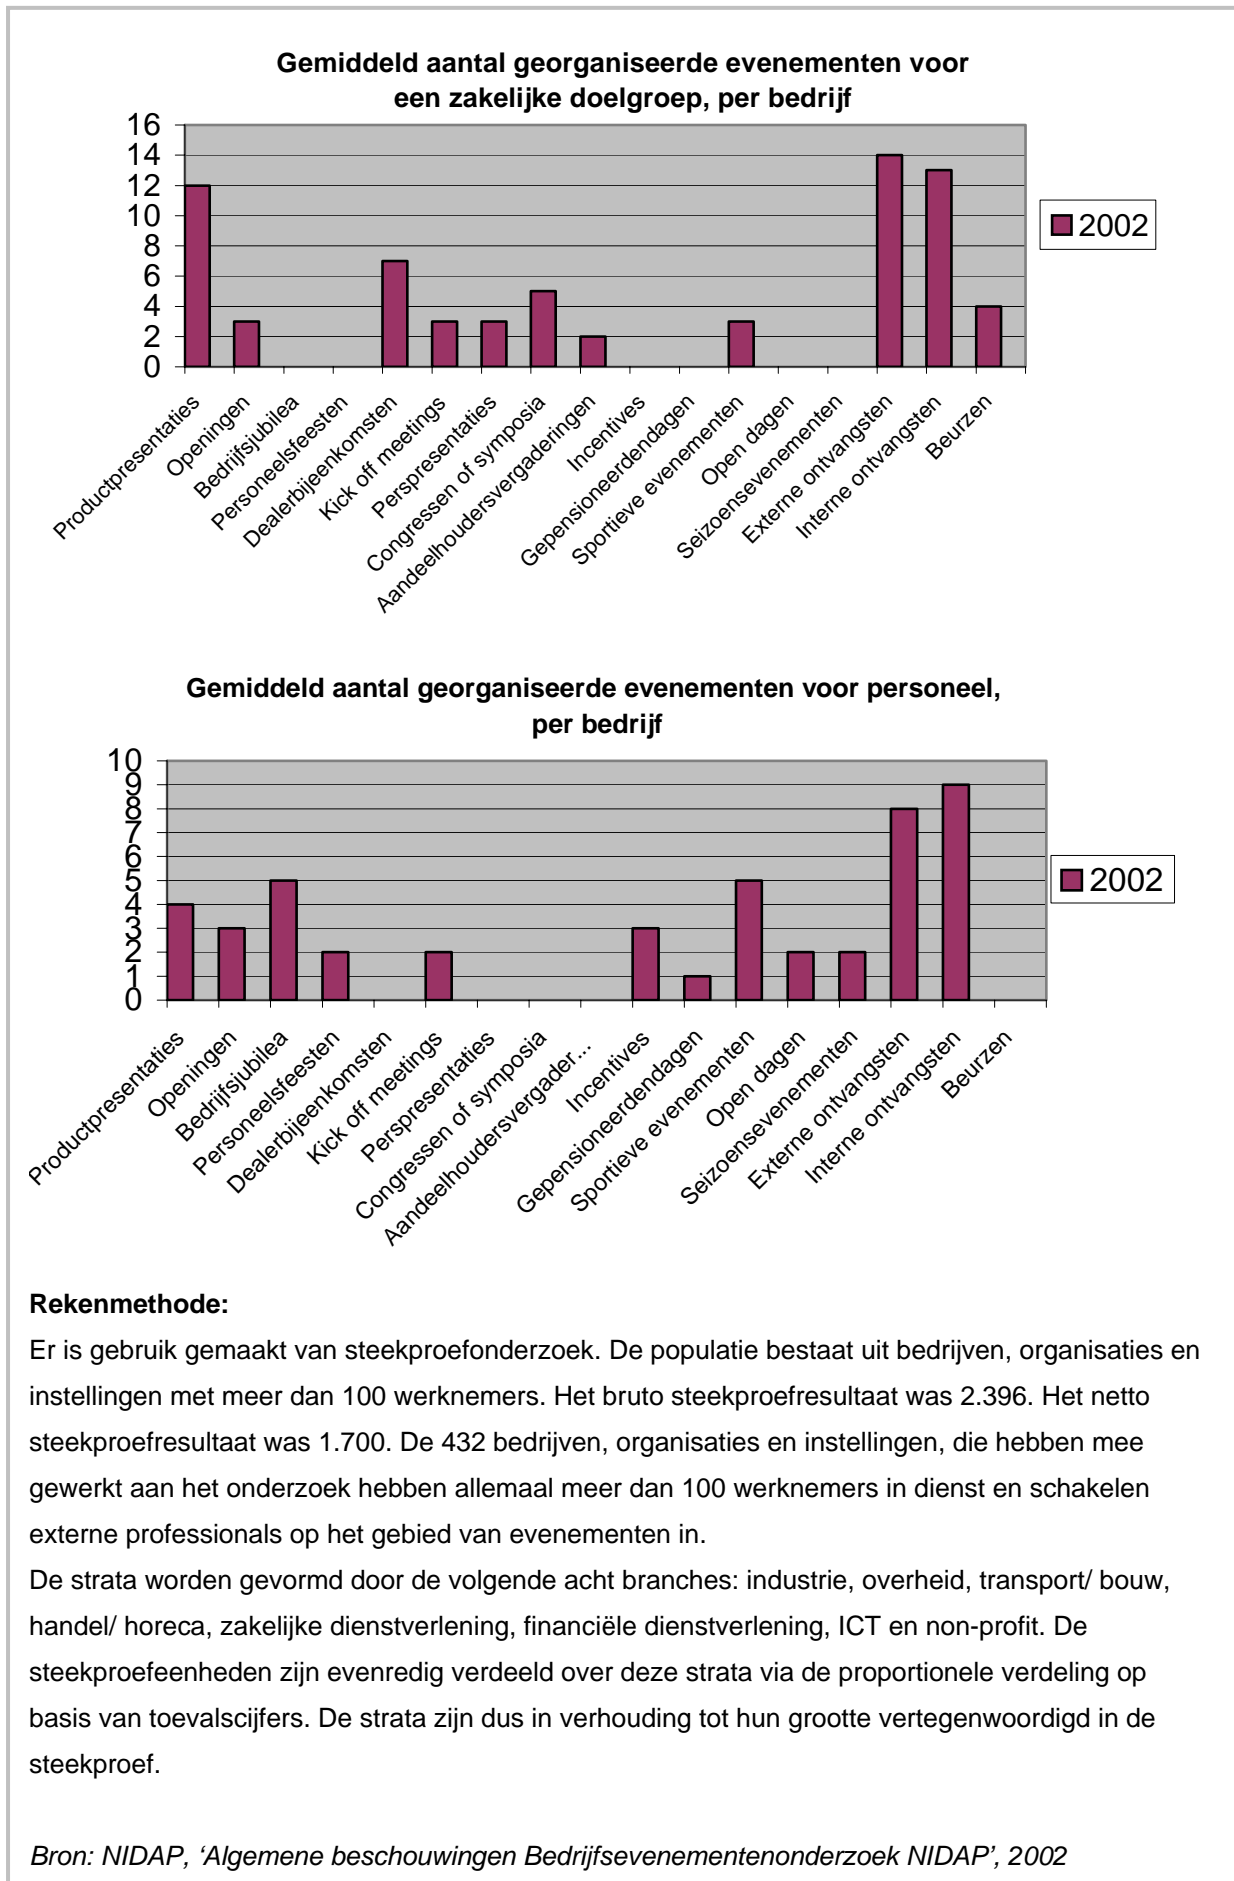 Gemiddeld aantal georganiseerde evenementen voor
een zakelijke doelgroep, per bedrijf
16
14
12
10
8
6
4
2
0
2002
Productpresentaties
Openingen
Bedrijfsjubilea
Personeelsfeesten
Dealerbijeenkomsten
Kick off meetings
Perspresentaties
Congressen of symposia
Aandeelhoudersvergaderingen
Incentives
Gepensioneerdendagen
Sportieve evenementen
Open dagen
Seizoensevenementen
Externe ontvangsten
Interne ontvangsten
Beurzen
Gemiddeld aantal georganiseerde evenementen voor personeel,
per bedrijf
10
9
8
7
6
5
4
3
2
1
0
2002
Productpresentaties
Openingen
Bedrijfsjubilea
Personeelsfeesten
Dealerbijeenkomsten
Kick off meetings
Perspresentaties
Congressen of symposia
Aandeelhoudersvergader...
Incentives
Gepensioneerdendagen
Sportieve evenementen
Open dagen
Seizoensevenementen
Externe ontvangsten
Interne ontvangsten
Beurzen
Rekenmethode:
Er is gebruik gemaakt van steekproefonderzoek. De populatie bestaat uit bedrijven, organisaties en
instellingen met meer dan 100 werknemers. Het bruto steekproefresultaat was 2.396. Het netto
steekproefresultaat was 1.700. De 432 bedrijven, organisaties en instellingen, die hebben mee
gewerkt aan het onderzoek hebben allemaal meer dan 100 werknemers in dienst en schakelen
externe professionals op het gebied van evenementen in.
De strata worden gevormd door de volgende acht branches: industrie, overheid, transport/ bouw,
handel/ horeca, zakelijke dienstverlening, financiële dienstverlening, ICT en non-profit. De
steekproefeenheden zijn evenredig verdeeld over deze strata via de proportionele verdeling op
basis van toevalscijfers. De strata zijn dus in verhouding tot hun grootte vertegenwoordigd in de
steekproef.
Bron: NIDAP, ‘Algemene beschouwingen Bedrijfsevenementenonderzoek NIDAP’, 2002